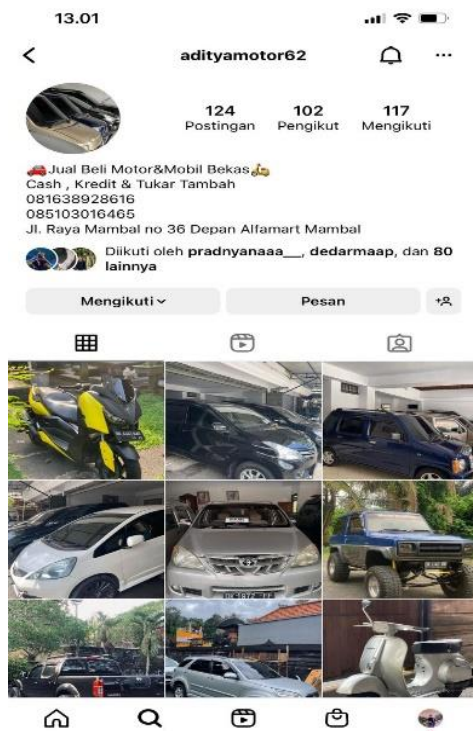 13.01
adityamotor62
124 102 117
Postingan Pengikut Mengikuti
🚗Jual Beli Motor&Mobil Bekas🛵
Cash , Kredit & Tukar Tambah
081638928616
085103016465
Jl. Raya Mambal no 36 Depan Alfamart Mambal
Diikuti oleh pradnyanaaa__, dedarmaap, dan 80
lainnya
Mengikuti Pesan